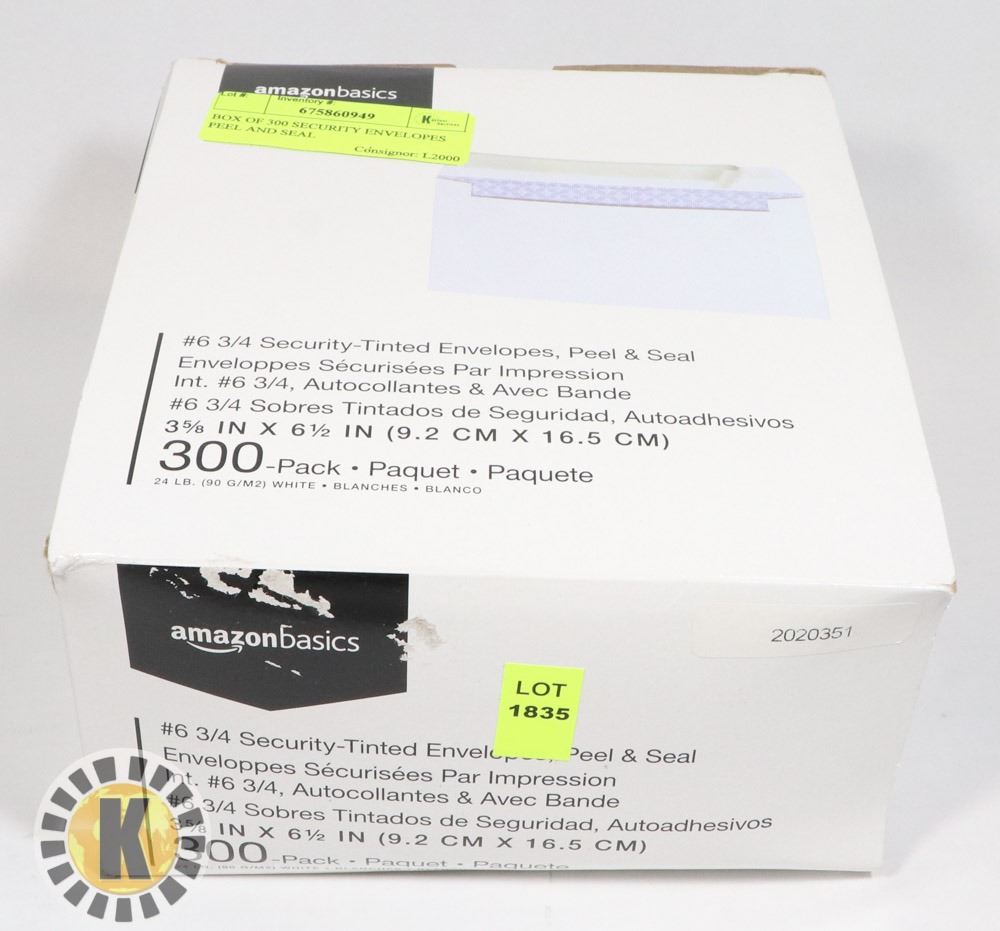 amazonbasics
Lot #: Inventory #
675860949
BOX OF 300 SECURITY ENVELOPES
PEEL AND SEAL
Consignor: L2000
#6 3/4 Security-Tinted Envelopes, Peel & Seal
Enveloppes Sécurisées Par Impression
Int. #6 3/4, Autocollantes & Avec Bande
#6 3/4 Sobres Tintados de Seguridad, Autoadhesivos
3⅝ IN X 6½ IN (9.2 CM X 16.5 CM)
300-Pack • Paquet • Paquete
24 LB. (90 G/M2) WHITE • BLANCHES • BLANCO
amazonbasics
2020351
LOT
1835
#6 3/4 Security-Tinted Peel & Seal
Enveloppes Sécurisées Par Impression
Int. #6 3/4, Autocollantes & Avec Bande
#6 3/4 Sobres Tintados de Seguridad, Autoadhesivos
3⅝ IN X 6½ IN (9.2 CM X 16.5 CM)
300-Pack • Paquet • Paquete
K